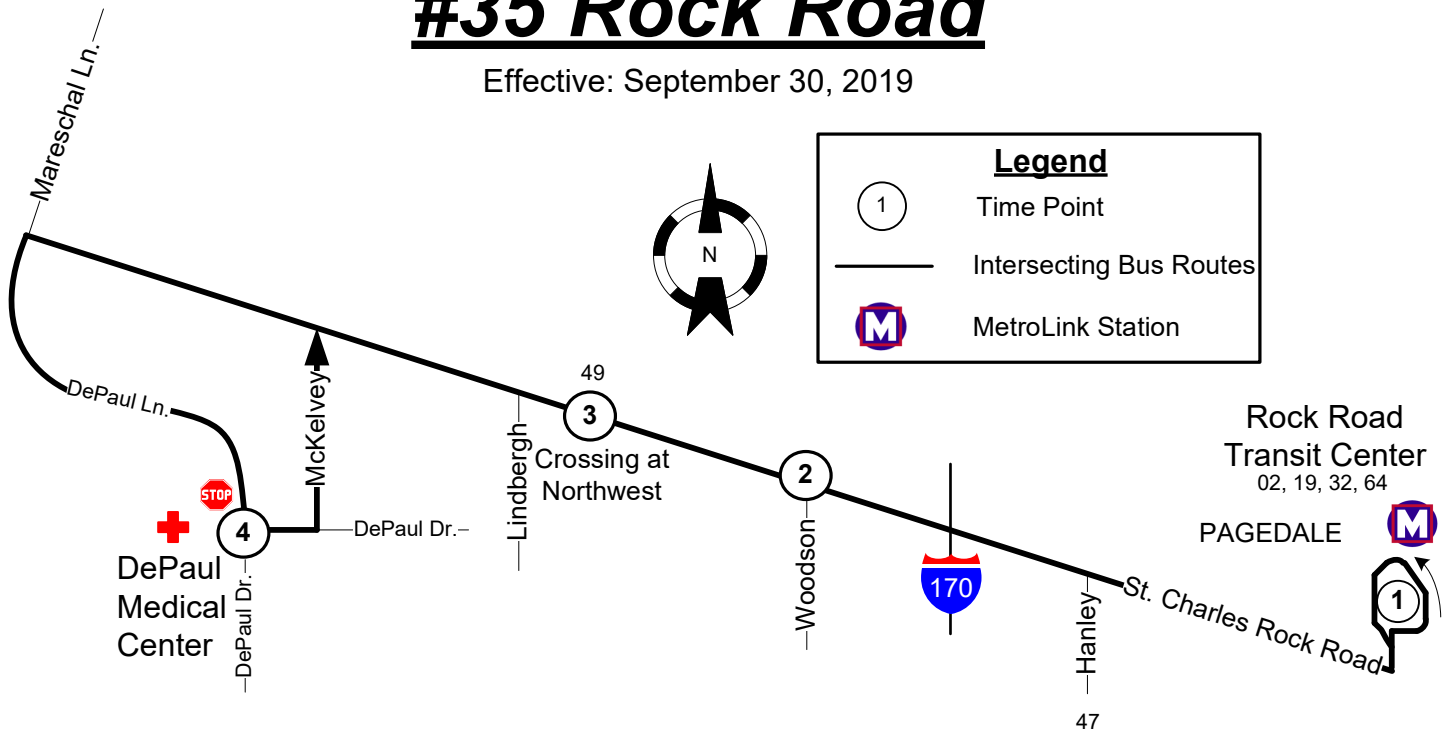 #35 Rock Road
Effective: September 30, 2019
Legend
1
Time Point
Intersecting Bus Routes
M
MetroLink Station
N
Mareschal Ln.
DePaul Ln.
McKelvey
STOP
4
DePaul Dr.
DePaul
Medical
Center
DePaul Dr.
Lindbergh
49
3
Crossing at
Northwest
2
Woodson
170
Hanley
47
St. Charles Rock Road
Rock Road
Transit Center
02, 19, 32, 64
PAGEDALE
M
1